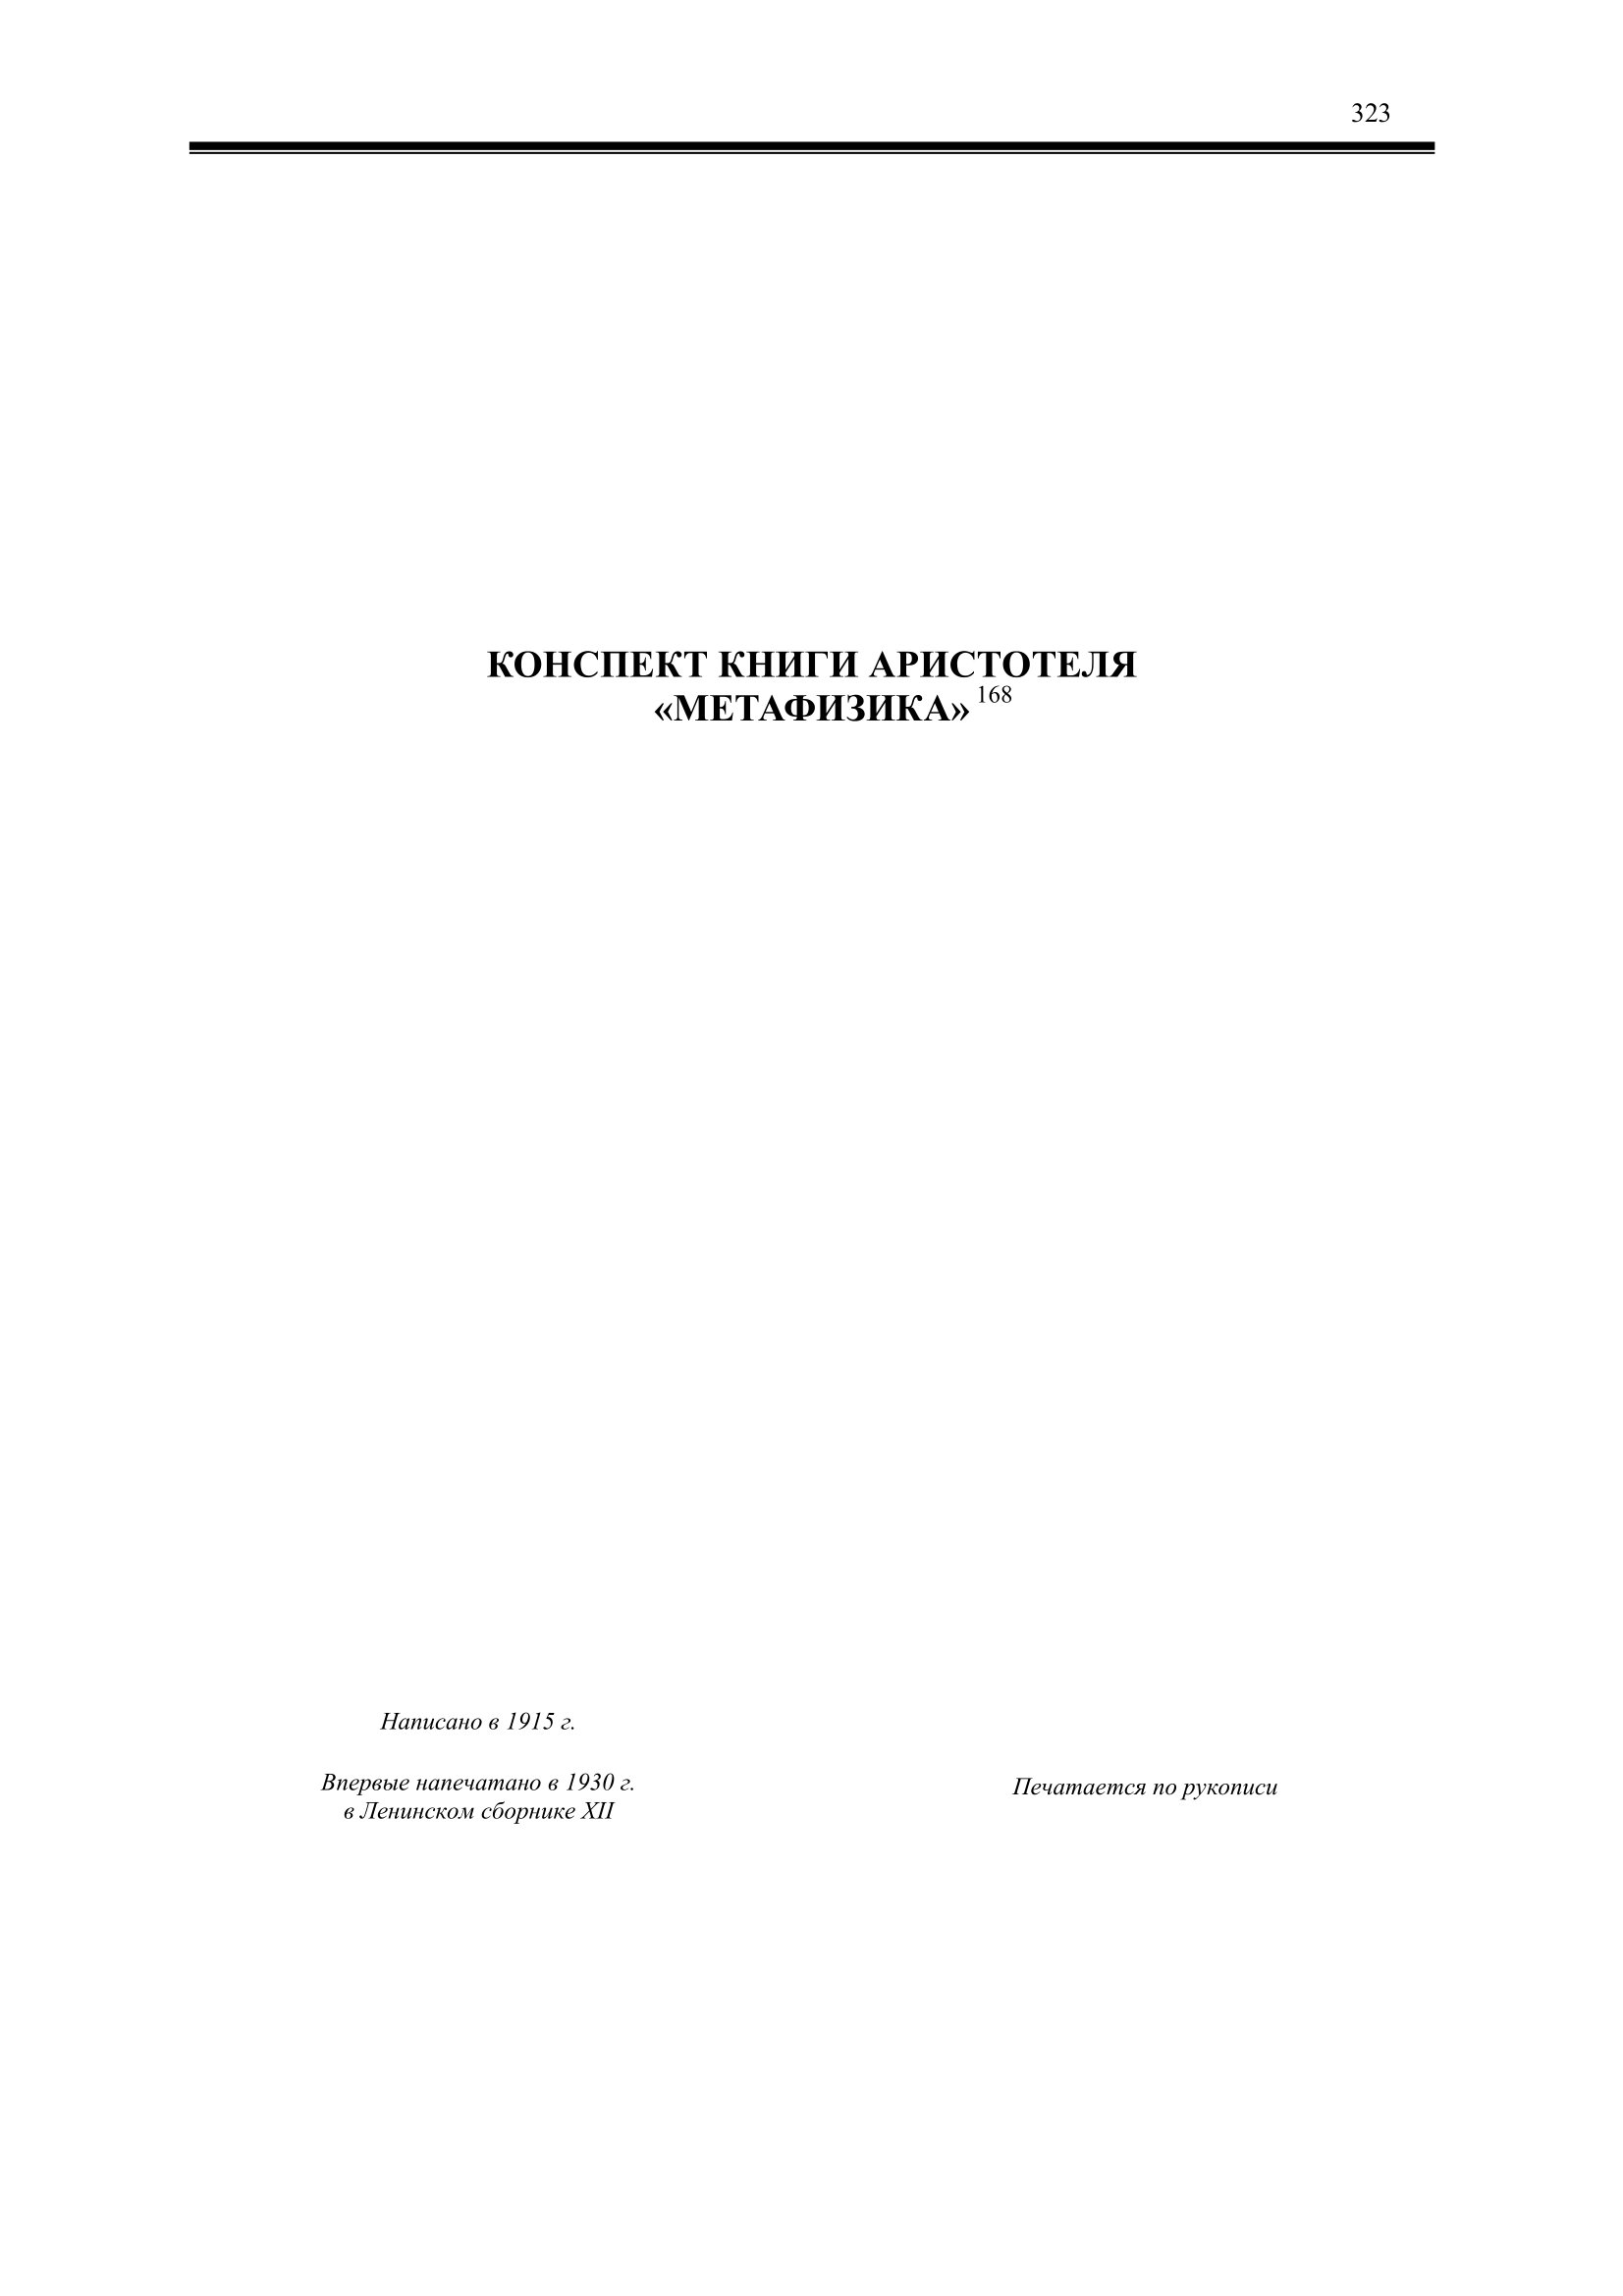 323
КОНСПЕКТ КНИГИ АРИСТОТЕЛЯ
«МЕТАФИЗИКА» 168
Написано в 1915 г.
Впервые напечатано в 1930 г.
в Ленинском сборнике XII
Печатается по рукописи